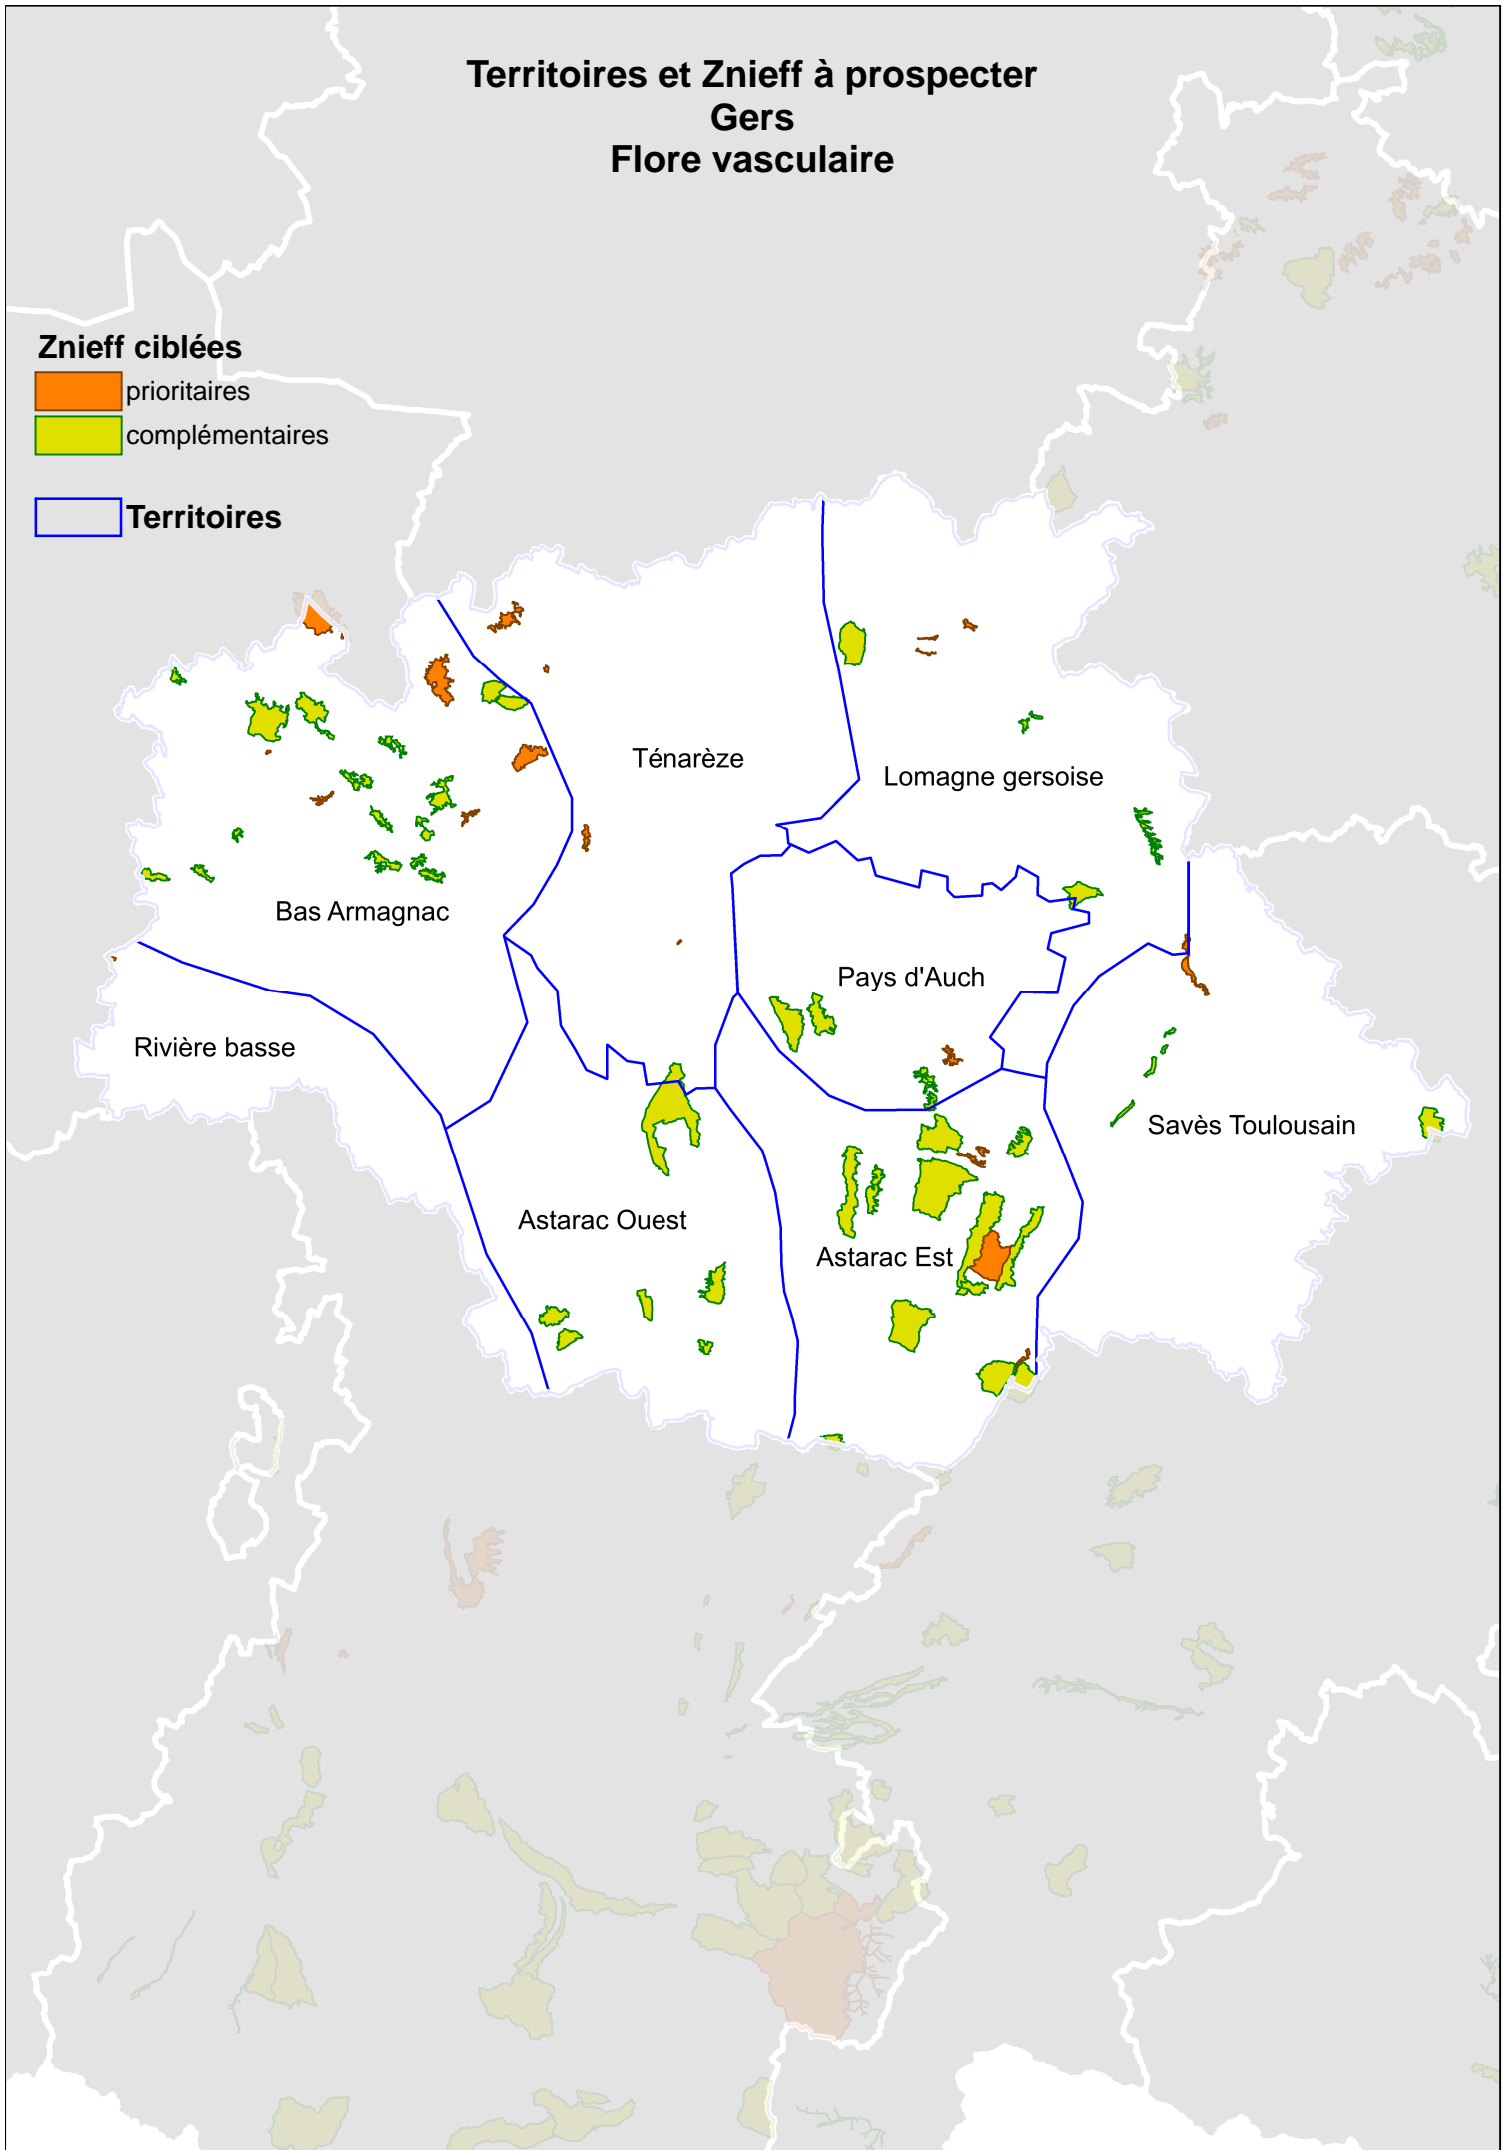 Territoires et Znieff à prospecter
Gers
Flore vasculaire
Znieff ciblées
prioritaires
complémentaires
Territoires
Ténarèze
Lomagne gersoise
Bas Armagnac
Pays d'Auch
Rivière basse
Savès Toulousain
Astarac Ouest
Astarac Est